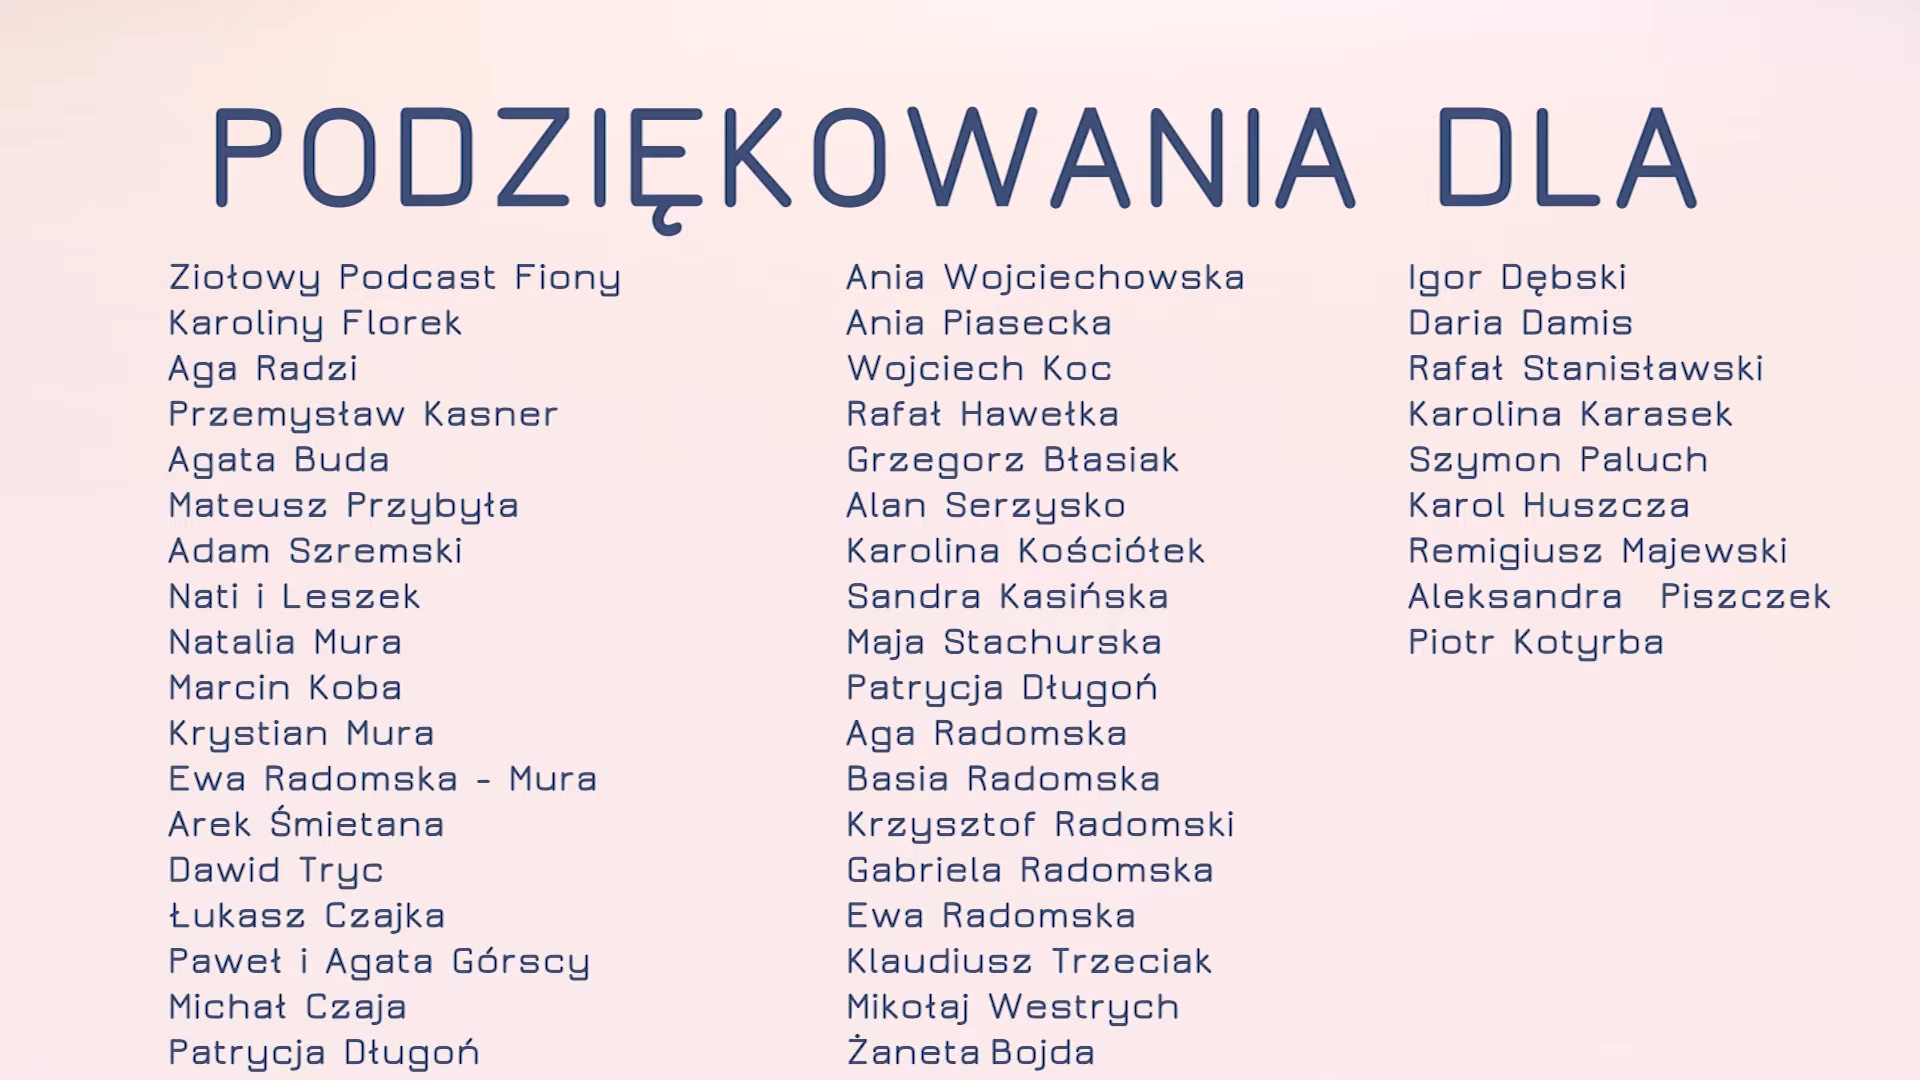 PODZIĘKOWANIA DLA
Ziołowy Podcast Fiony
Karoliny Florek
Aga Radzi
Przemysław Kasner
Agata Buda
Mateusz Przybyła
Adam Szremski
Nati i Leszek
Natalia Mura
Marcin Koba
Krystian Mura
Ewa Radomska - Mura
Arek Śmietana
Dawid Tryc
Łukasz Czajka
Paweł i Agata Górscy
Michał Czaja
Patrycja Długoń
Ania Wojciechowska
Ania Piasecka
Wojciech Koc
Rafał Hawełka
Grzegorz Błasiak
Alan Serzysko
Karolina Kościółek
Sandra Kasińska
Maja Stachurska
Patrycja Długoń
Aga Radomska
Basia Radomska
Krzysztof Radomski
Gabriela Radomska
Ewa Radomska
Klaudiusz Trzeciak
Mikołaj Westrych
Żaneta Bojda
Igor Dębski
Daria Damis
Rafał Stanisławski
Karolina Karasek
Szymon Paluch
Karol Huszcza
Remigiusz Majewski
Aleksandra Piszczek
Piotr Kotyrba